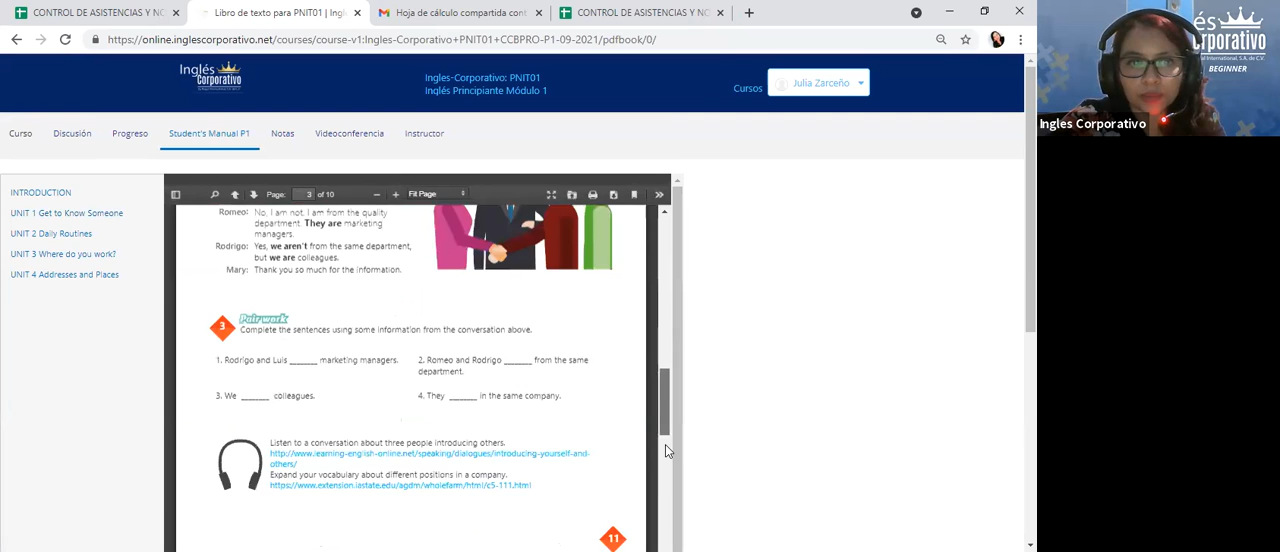 CONTROL DE ASISTENCIAS Y NO
Libro de texto para PNIT01 | Ingl
Hoja de cálculo compartida cont
CONTROL DE ASISTENCIAS Y NO
https://online.inglescorporativo.net/courses/course-v1:Ingles-Corporativo+PNIT01+CCBPRO-P1-09-2021/pdfbook/0/
Inglés
Corporativo
Ingles-Corporativo: PNIT01
Inglés Principiante Módulo 1
Cursos
Julia Zarceño
Curso
Discusión
Progreso
Student's Manual P1
Notas
Videoconferencia
Instructor
INTRODUCTION
UNIT 1 Get to Know Someone
UNIT 2 Daily Routines
UNIT 3 Where do you work?
UNIT 4 Addresses and Places
Page: 3 of 10
Fit Page
Romeo: No, I am not. I am from the quality
department. They are marketing
managers.
Rodrigo: Yes, we aren't from the same department,
but we are colleagues.
Mary: Thank you so much for the information.
3
Pair work
Complete the sentences using some information from the conversation above.
1. Rodrigo and Luis _______ marketing managers.
2. Romeo and Rodrigo _______ from the same
department.
3. We _______ colleagues.
4. They _______ in the same company.
Listen to a conversation about three people introducing others.
http://www.learning-english-online.net/speaking/dialogues/introducing-yourself-and-
others/
Expand your vocabulary about different positions in a company.
https://www.extension.iastate.edu/agdm/wholefarm/html/c5-111.html
11
és
rporativo
BEGINNER
Ingles Corporativo